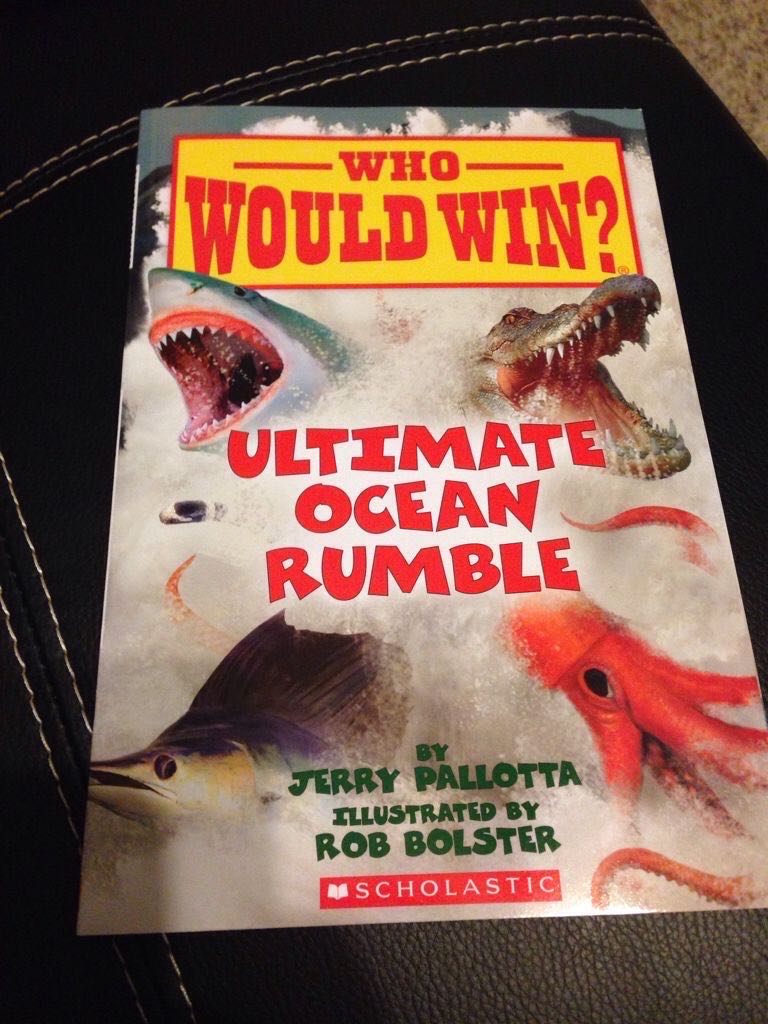 WHO
WOULD WIN?®
ULTIMATE
OCEAN
RUMBLE
BY
JERRY PALLOTTA
ILLUSTRATED BY
ROB BOLSTER
SCHOLASTIC